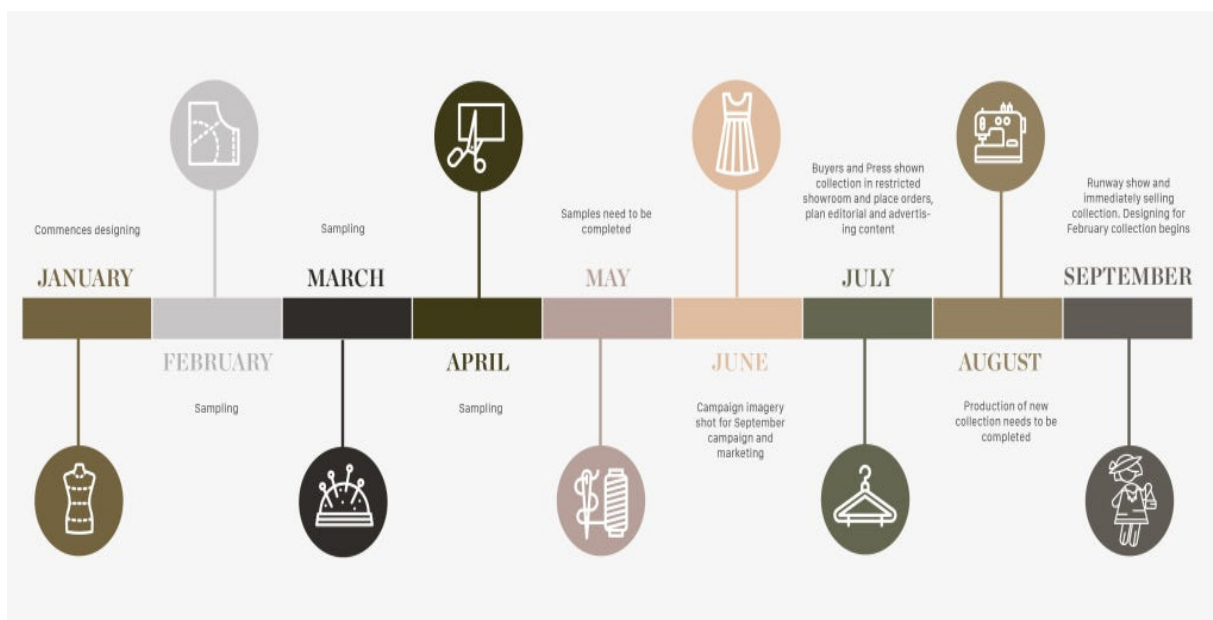 Commences designing
JANUARY
FEBRUARY
Sampling
Sampling
MARCH
APRIL
Sampling
Samples need to be
completed
MAY
JUNE
Campaign imagery
shot for September
campaign and
marketing
Buyers and Press shown
collection in restricted
showroom and place orders,
plan editorial and advertis-
ing content
JULY
AUGUST
Production of new
collection needs to be
completed
Runway show and
immediately selling
collection. Designing for
February collection begins
SEPTEMBER